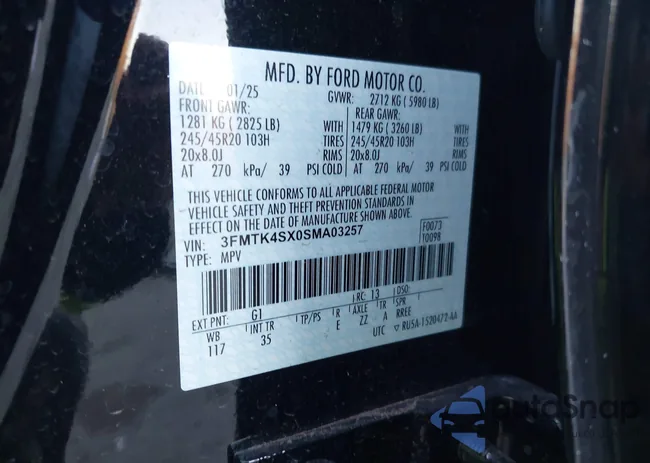 MFD. BY FORD MOTOR CO.
DATE: 01/25 GVWR: 2712 KG ( 5980 LB)
FRONT GAWR: REAR GAWR:
1281 KG ( 2825 LB) WITH 1479 KG ( 3260 LB) WITH
245/45R20 103H TIRES 245/45R20 103H TIRES
20x8.0J RIMS 20x8.0J RIMS
AT 270 kPa/ 39 PSI COLD AT 270 kPa/ 39 PSI COLD
THIS VEHICLE CONFORMS TO ALL APPLICABLE FEDERAL MOTOR
VEHICLE SAFETY AND THEFT PREVENTION STANDARDS IN
EFFECT ON THE DATE OF MANUFACTURE SHOWN ABOVE.
VIN: 3FMTK4SX0SMA03257 F0073
TYPE: MPV T0098
EXT PNT: G1 RC: 13 DSO:
WB INT TR TP/PS R AXLE TR SPR
117 35 E ZZ A RREE
UTC RU5A-1520472-AA
AutoSnap